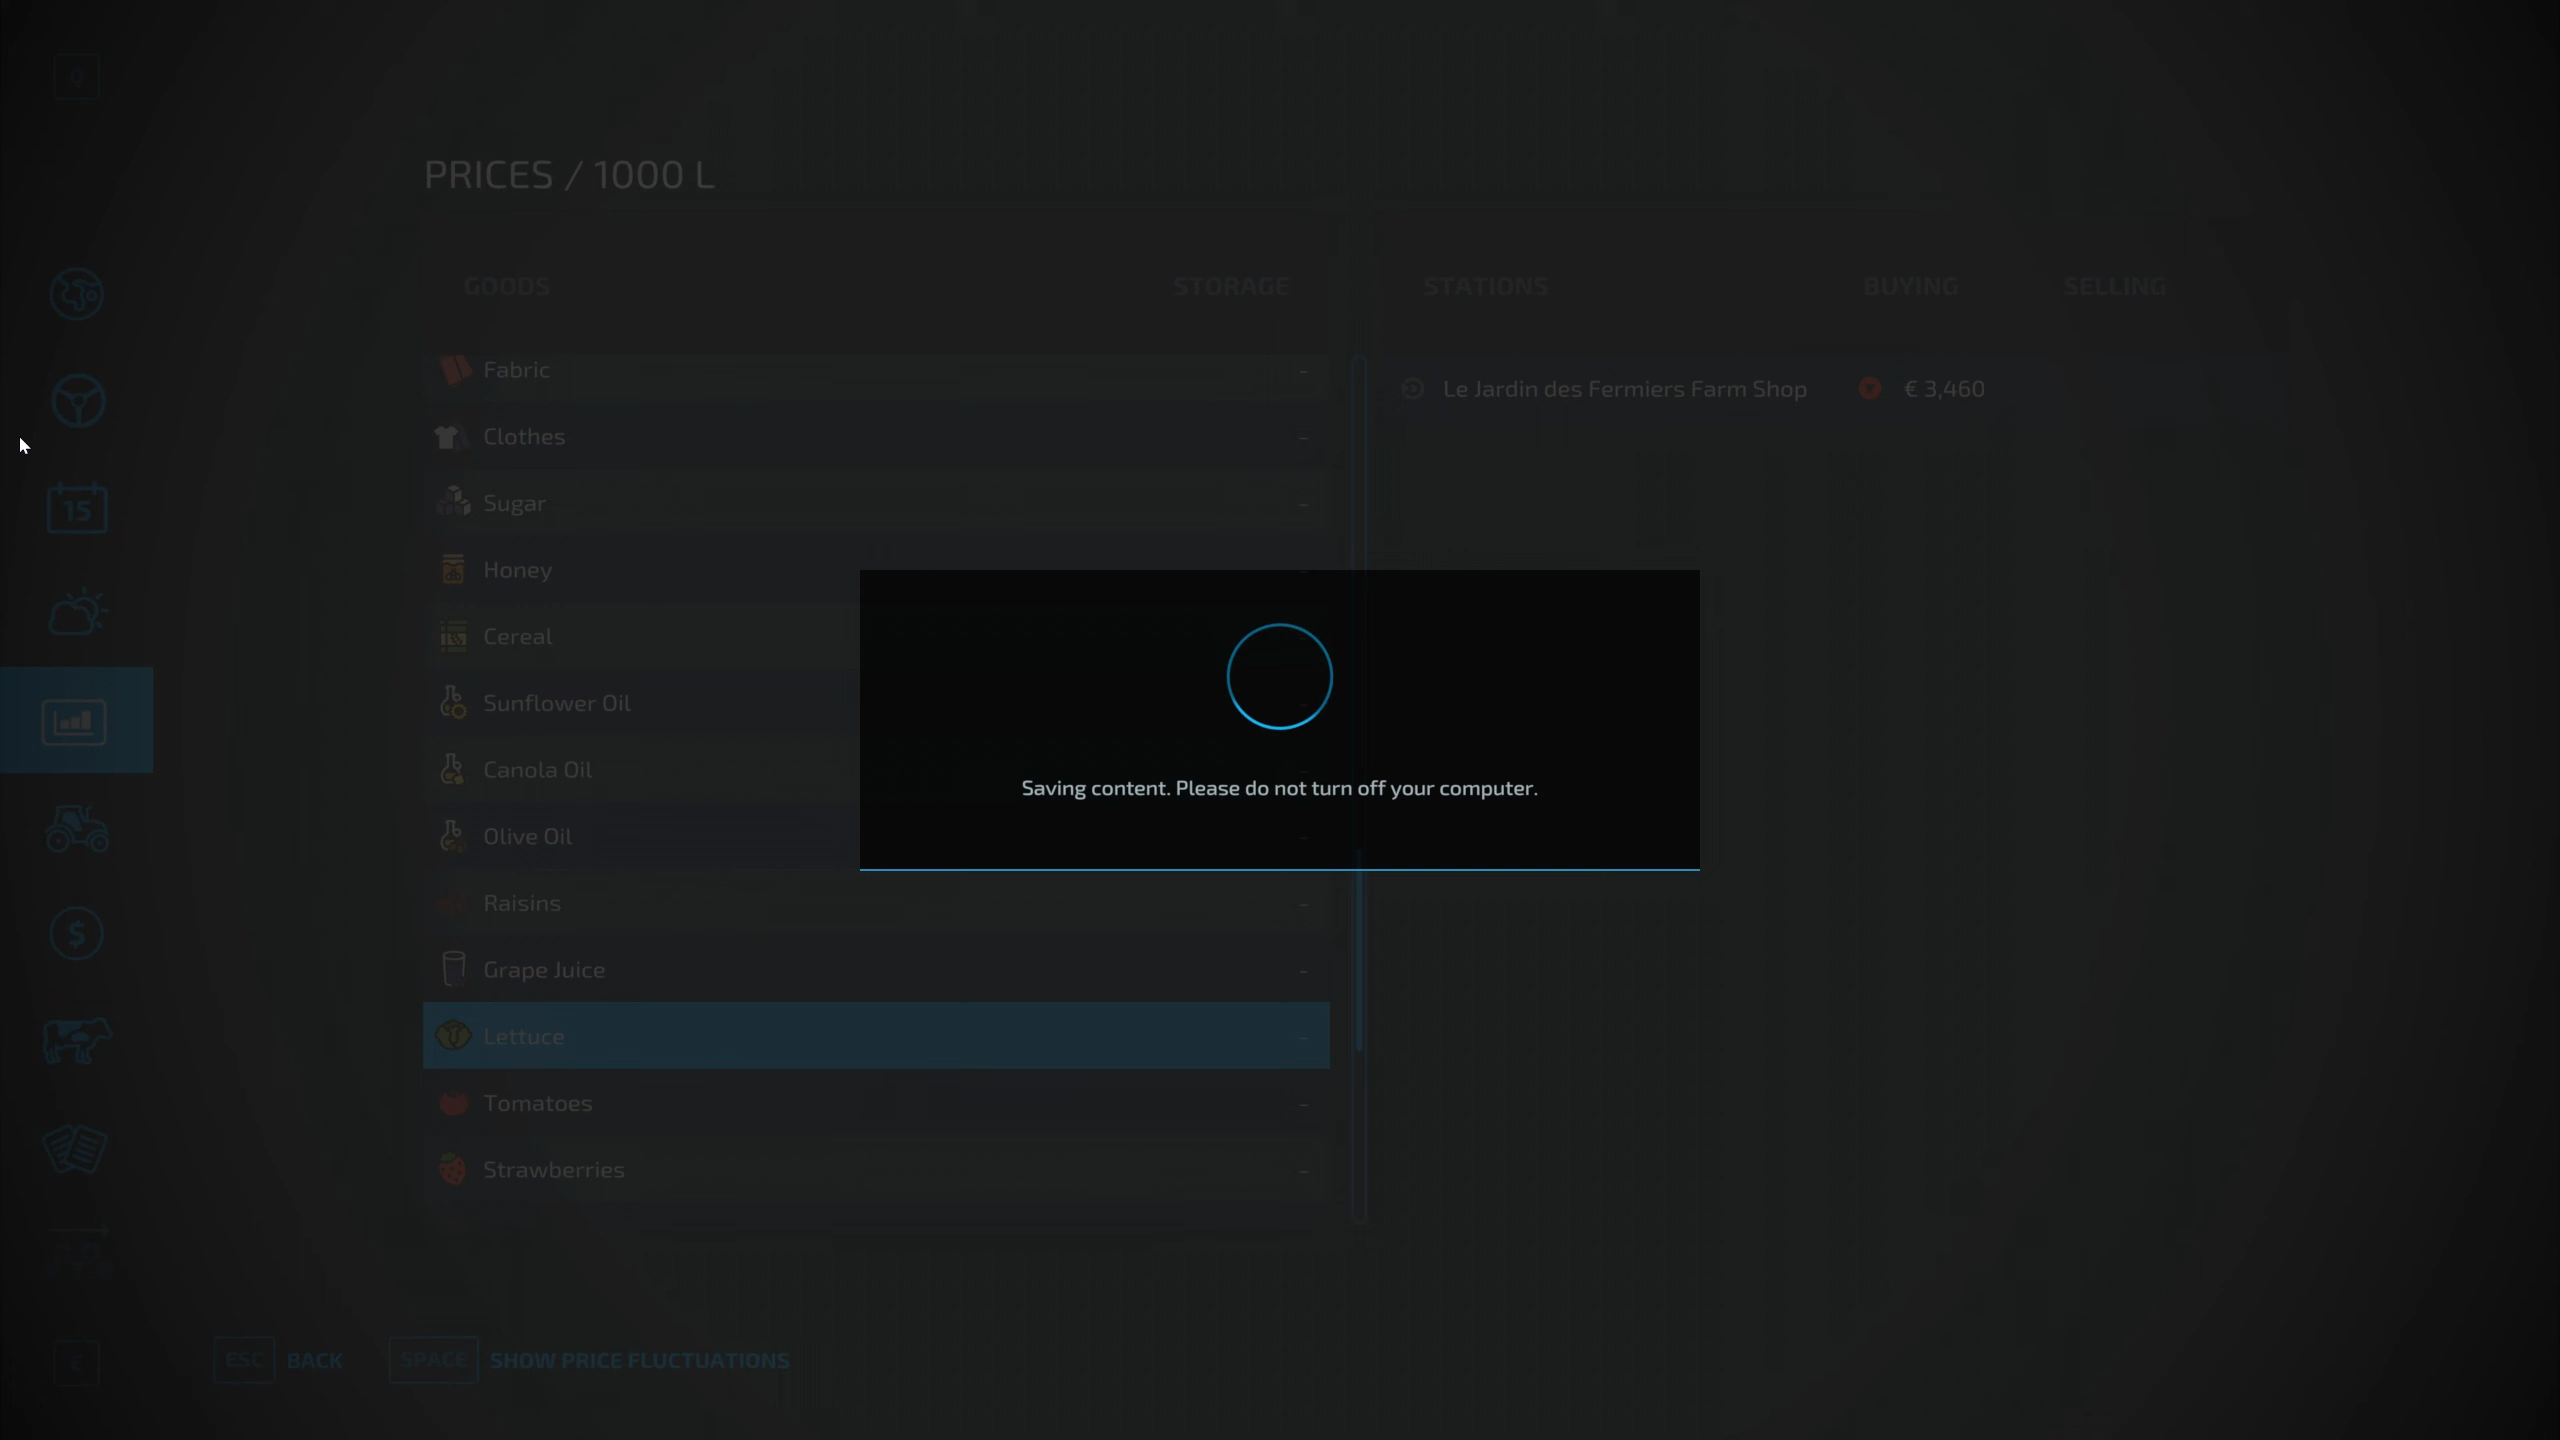 Q
PRICES / 1000 L
GOODS STORAGE
STATIONS BUYING SELLING
Fabric -
Le Jardin des Fermiers Farm Shop € 3,460
Clothes -
15
Sugar -
Honey
Cereal
Sunflower Oil
Canola Oil
Saving content. Please do not turn off your computer.
Olive Oil
Raisins -
$
Grape Juice -
Lettuce -
Tomatoes -
Strawberries -
E
ESC BACK SPACE SHOW PRICE FLUCTUATIONS